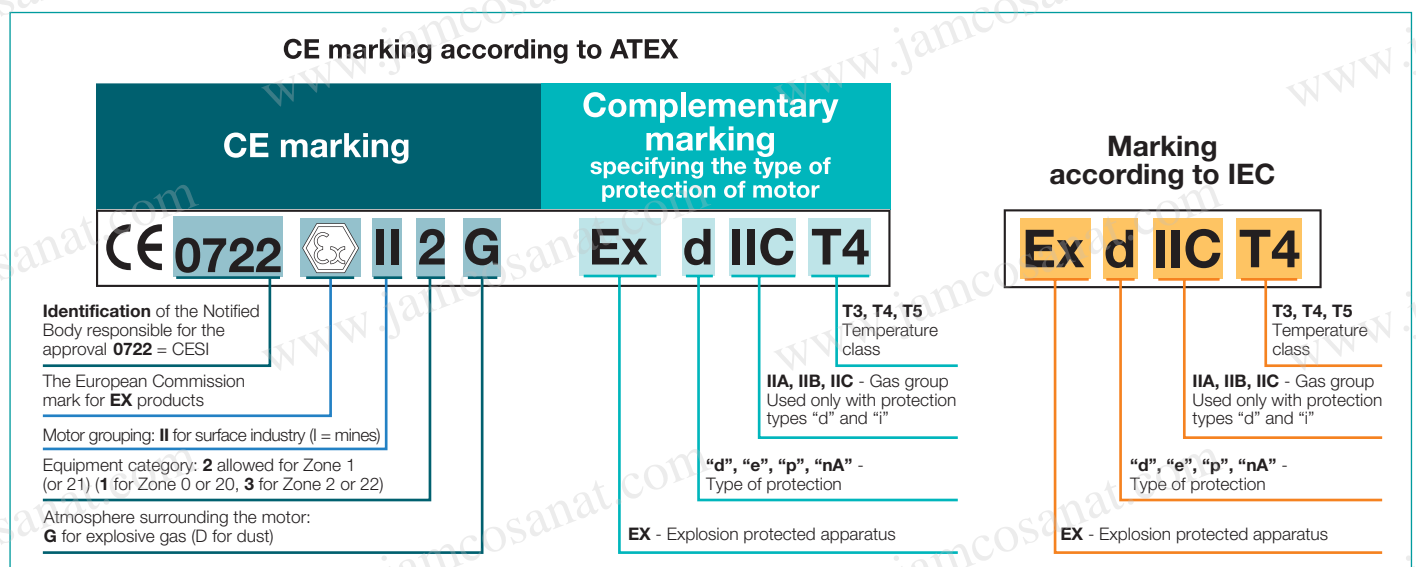 CE marking according to ATEX
CE marking
Complementary
marking
specifying the type of
protection of motor
CE 0722 Ex II 2 G Ex d IIC T4
Identification of the Notified
Body responsible for the
approval 0722 = CESI
The European Commission
mark for EX products
Motor grouping: II for surface industry (I = mines)
Equipment category: 2 allowed for Zone 1
(or 21) (1 for Zone 0 or 20, 3 for Zone 2 or 22)
Atmosphere surrounding the motor:
G for explosive gas (D for dust)
T3, T4, T5
Temperature
class
IIA, IIB, IIC - Gas group
Used only with protection
types “d” and “i”
“d”, “e”, “p”, “nA” -
Type of protection
EX - Explosion protected apparatus
Marking
according to IEC
Ex d IIC T4
T3, T4, T5
Temperature
class
IIA, IIB, IIC - Gas group
Used only with protection
types “d” and “i”
“d”, “e”, “p”, “nA” -
Type of protection
EX - Explosion protected apparatus
www.jamcosanat.com